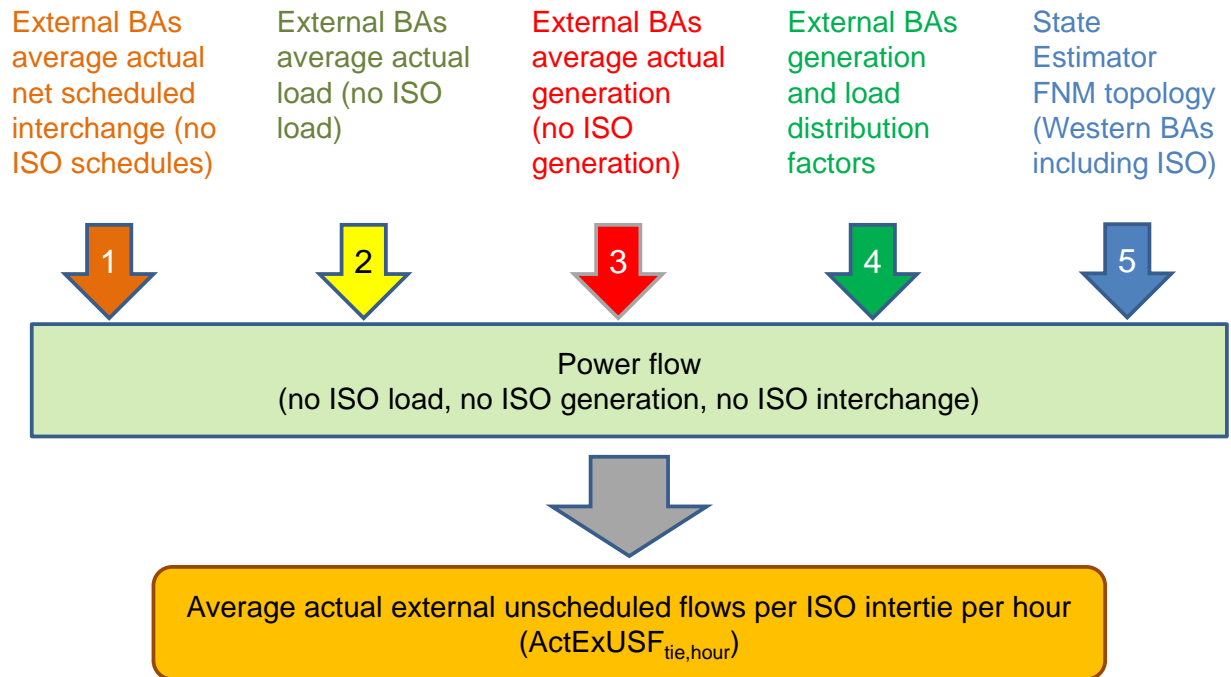 External BAs
average actual
net scheduled
interchange (no
ISO schedules)
External BAs
average actual
load (no ISO
load)
External BAs
average actual
generation
(no ISO
generation)
External BAs
generation
and load
distribution
factors
State
Estimator
FNM topology
(Western BAs
including ISO)
1
2
3
4
5
Power flow
(no ISO load, no ISO generation, no ISO interchange)
Average actual external unscheduled flows per ISO intertie per hour
(ActExUSFtie,hour)